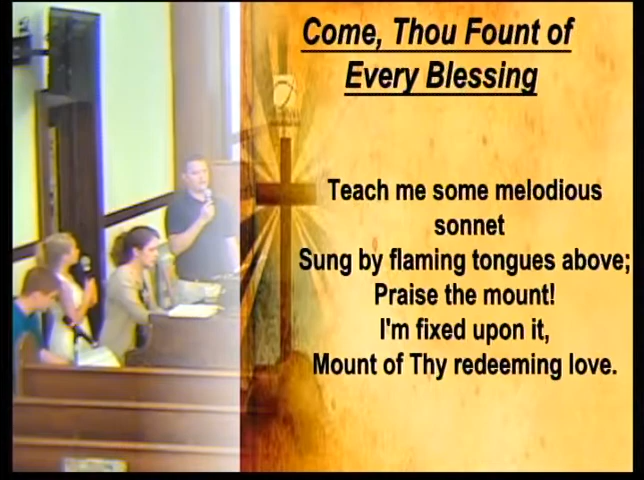 Come, Thou Fount of
Every Blessing
Teach me some melodious
sonnet
Sung by flaming tongues above;
Praise the mount!
I'm fixed upon it,
Mount of Thy redeeming love.